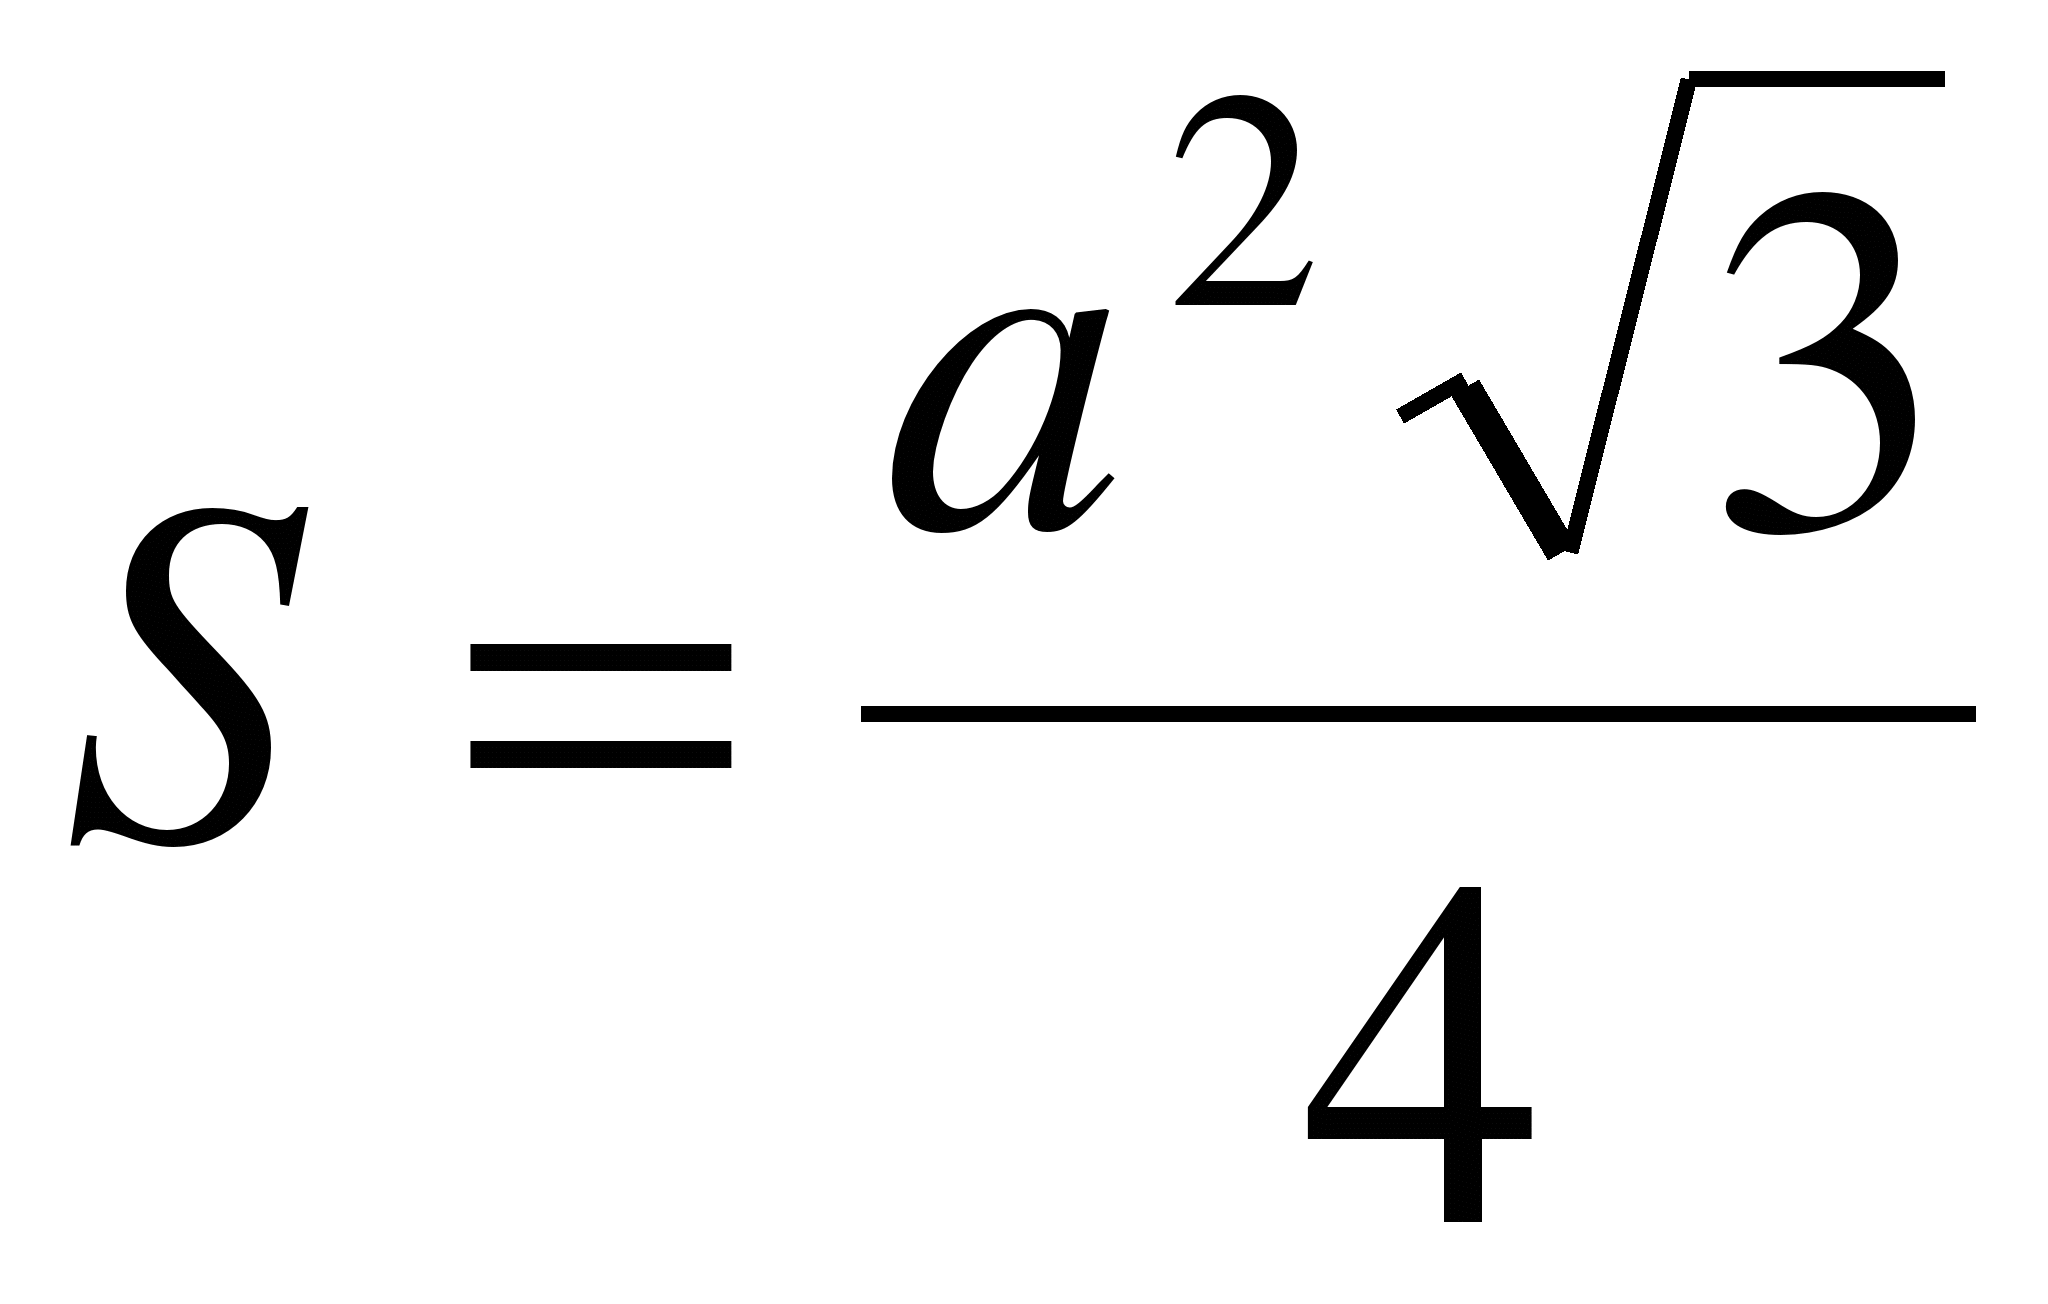 S = a²√3 / 4